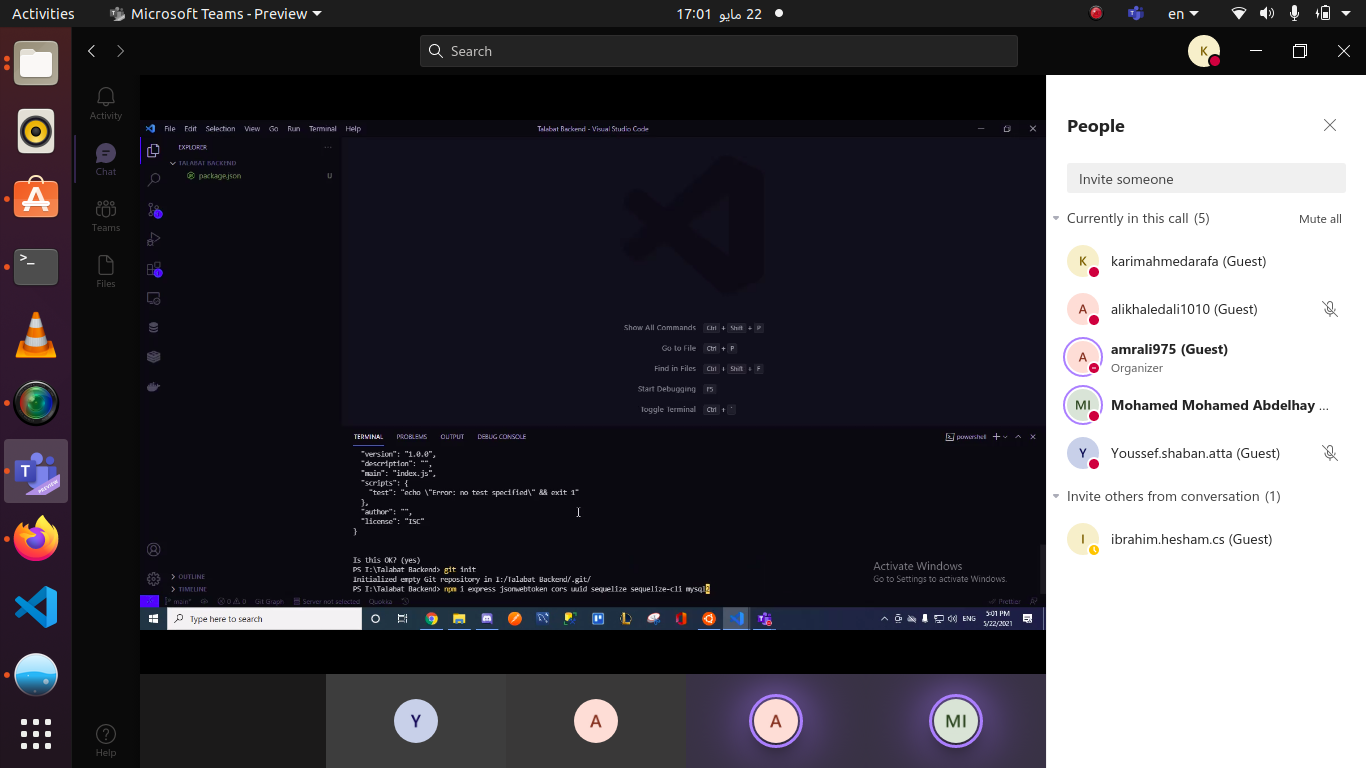 Activities
Microsoft Teams - Preview
22 مايو 17:01
en
Search
K
Activity
Chat
Teams
Files
Help
File Edit Selection View Go Run Terminal Help
Talabat Backend - Visual Studio Code
EXPLORER
TALABAT BACKEND
package.json U
Show All Commands Ctrl + Shift + P
Go to File Ctrl + P
Find in Files Ctrl + Shift + F
Start Debugging F5
Toggle Terminal Ctrl + `
TERMINAL PROBLEMS OUTPUT DEBUG CONSOLE
powershell
"version": "1.0.0",
"description": "",
"main": "index.js",
"scripts": {
"test": "echo \"Error: no test specified\" && exit 1"
},
"author": "",
"license": "ISC"
}
Is this OK? (yes)
PS I:\Talabat Backend> git init
Initialized empty Git repository in I:/Talabat Backend/.git/
PS I:\Talabat Backend> npm i express jsonwebtoken cors uuid sequelize sequelize-cli mysql2
OUTLINE
TIMELINE
Activate Windows
Go to Settings to activate Windows.
main* 0 0 Git Graph Server not selected Quokka
Prettier
Type here to search
ENG
5:01 PM
5/22/2021
Y
A
A
MI
People
Invite someone
Currently in this call (5) Mute all
K karimahmedarafa (Guest)
A alikhaledali1010 (Guest)
A amrali975 (Guest)
Organizer
MI Mohamed Mohamed Abdelhay ...
Y Youssef.shaban.atta (Guest)
Invite others from conversation (1)
I ibrahim.hesham.cs (Guest)
T
PREVIEW